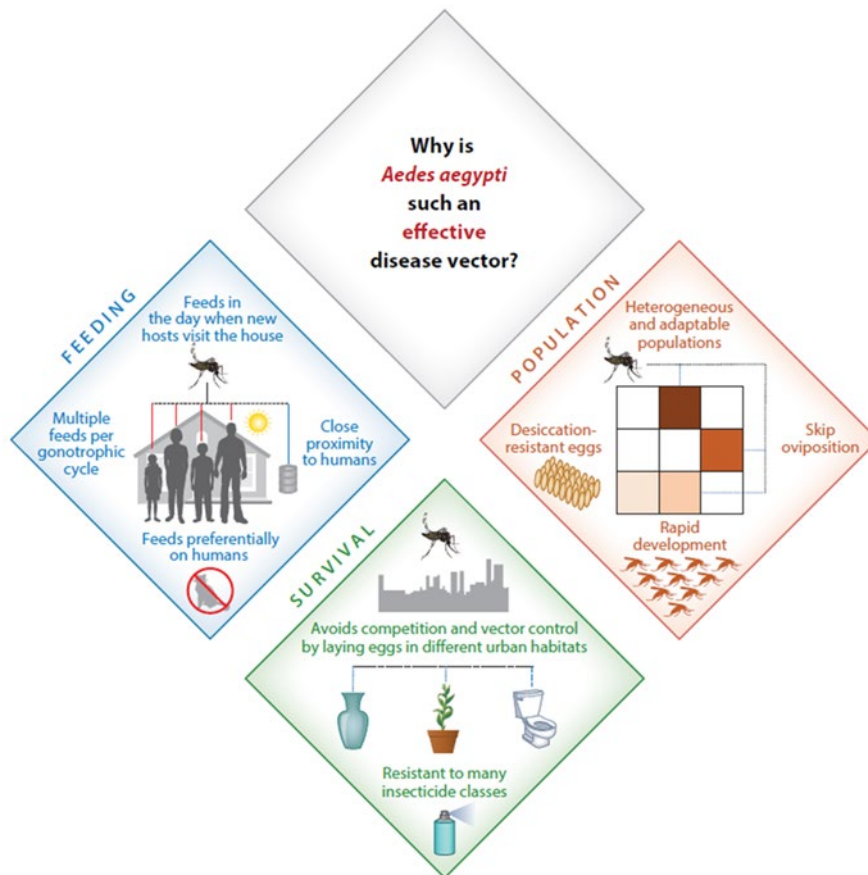 Why is
Aedes aegypti
such an
effective
disease vector?
FEEDING
Feeds in
the day when new
hosts visit the house
Multiple
feeds per
gonotrophic
cycle
Close
proximity
to humans
Feeds preferentially
on humans
POPULATION
Heterogeneous
and adaptable
populations
Desiccation-
resistant eggs
Skip
oviposition
Rapid
development
SURVIVAL
Avoids competition and vector control
by laying eggs in different urban habitats
Resistant to many
insecticide classes